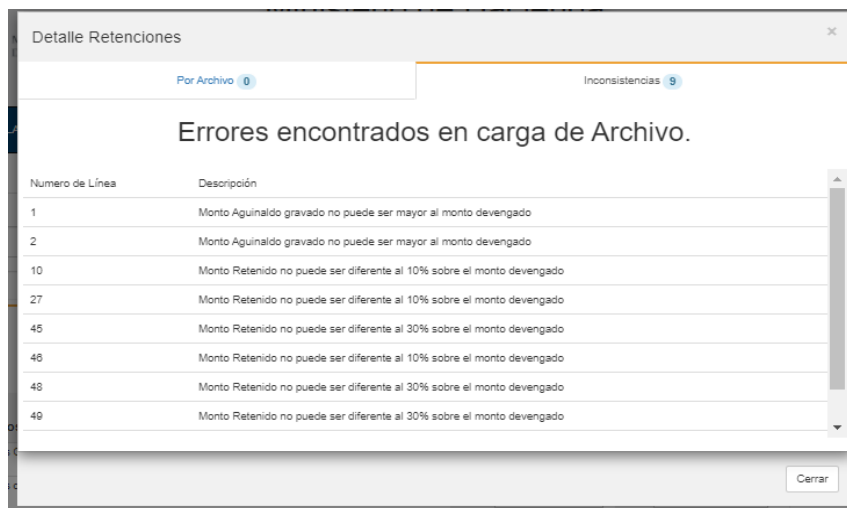 Detalle Retenciones ×
Por Archivo 0 Inconsistencias 9
Errores encontrados en carga de Archivo.
Numero de Línea Descripción
1 Monto Aguinaldo gravado no puede ser mayor al monto devengado
2 Monto Aguinaldo gravado no puede ser mayor al monto devengado
10 Monto Retenido no puede ser diferente al 10% sobre el monto devengado
27 Monto Retenido no puede ser diferente al 10% sobre el monto devengado
45 Monto Retenido no puede ser diferente al 30% sobre el monto devengado
46 Monto Retenido no puede ser diferente al 10% sobre el monto devengado
48 Monto Retenido no puede ser diferente al 30% sobre el monto devengado
49 Monto Retenido no puede ser diferente al 30% sobre el monto devengado
Cerrar